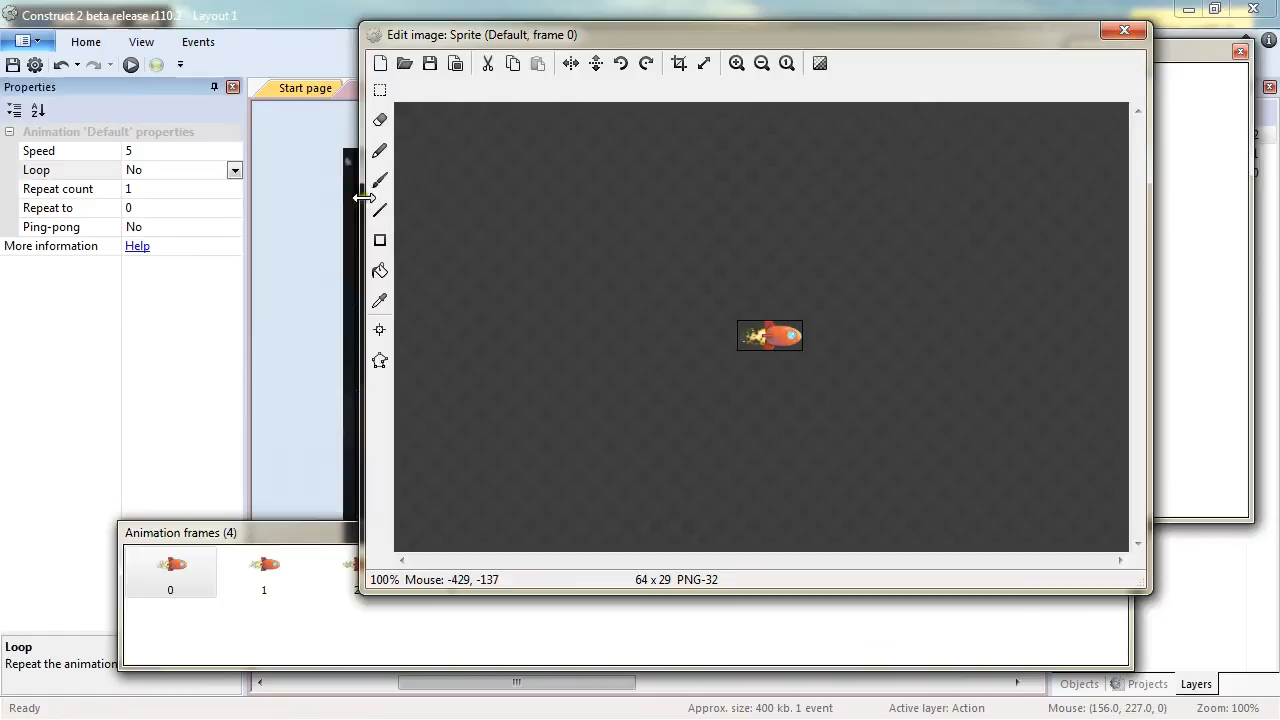 Construct 2 beta release r110.2 - Layout 1
Edit image: Sprite (Default, frame 0)
Home
View
Events
Properties
Start page
Animation 'Default' properties
Speed 5
Loop No
Repeat count 1
Repeat to 0
Ping-pong No
More information Help
Animation frames (4)
0
1
2
100% Mouse: -429, -137
64 x 29 PNG-32
Loop
Repeat the animation
Objects
Projects
Layers
Ready
Approx. size: 400 kb. 1 event
Active layer: Action
Mouse: (156.0, 227.0, 0)
Zoom: 100%